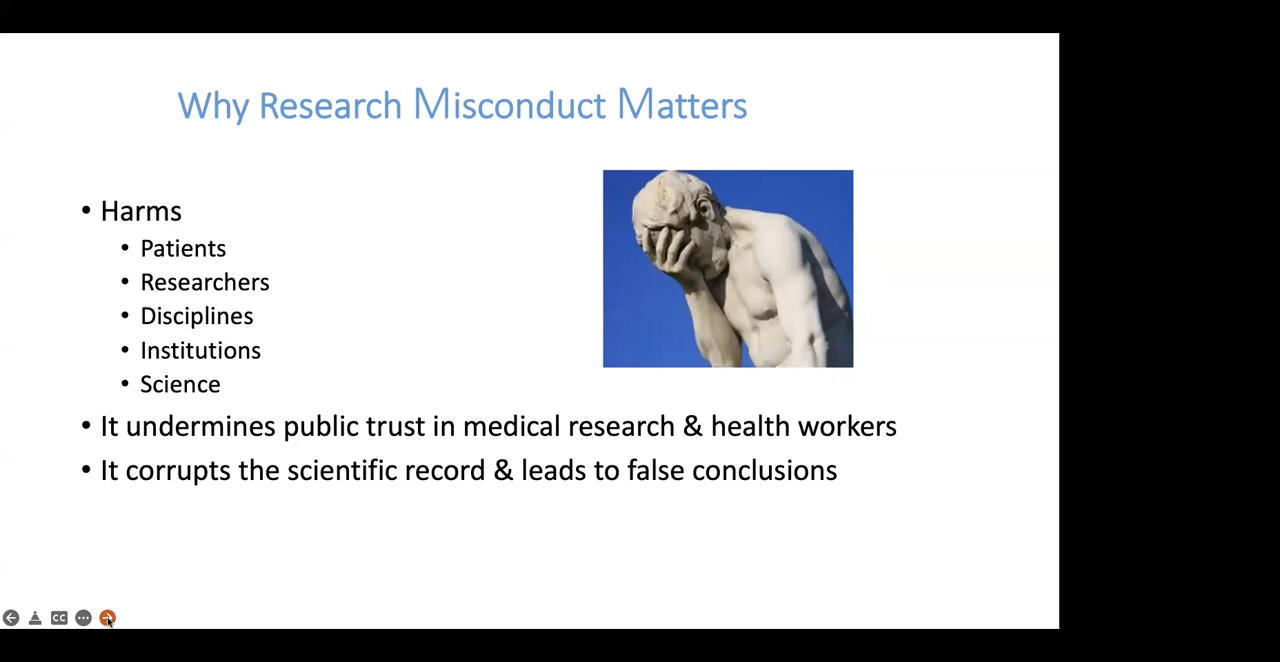 Why Research Misconduct Matters
• Harms
• Patients
• Researchers
• Disciplines
• Institutions
• Science
• It undermines public trust in medical research & health workers
• It corrupts the scientific record & leads to false conclusions
CC